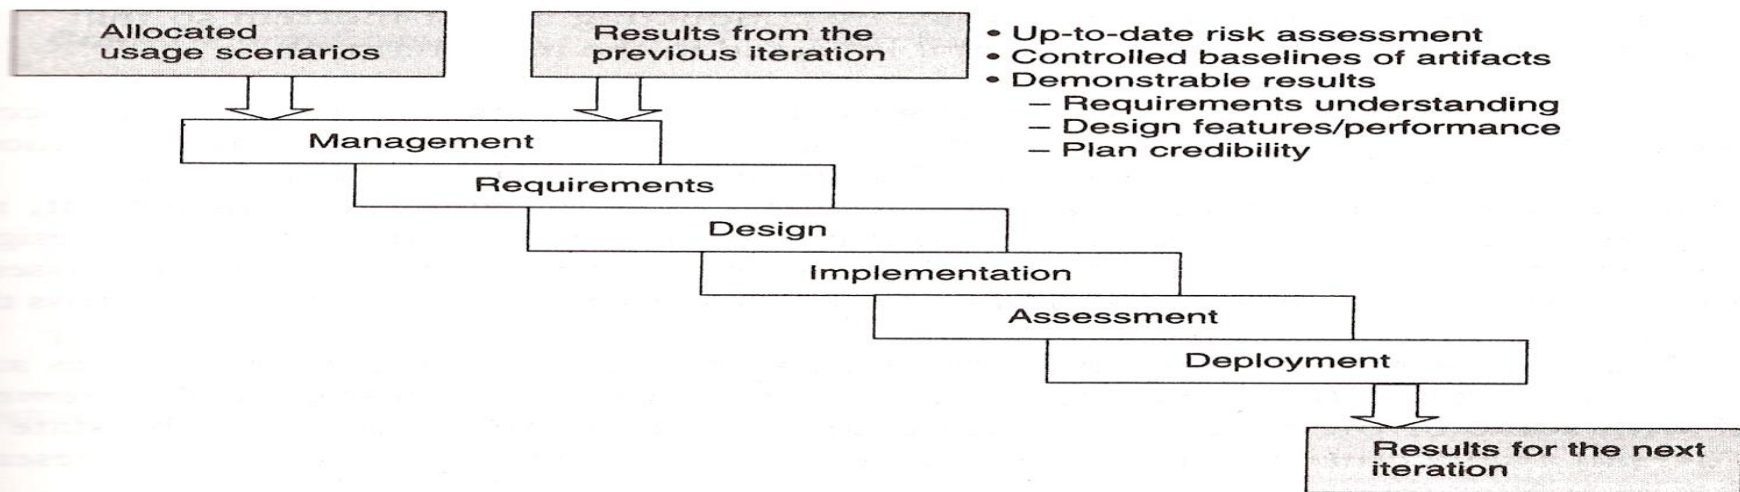 Allocated
usage scenarios
Results from the
previous iteration
• Up-to-date risk assessment
• Controlled baselines of artifacts
• Demonstrable results
– Requirements understanding
– Design features/performance
– Plan credibility
Management
Requirements
Design
Implementation
Assessment
Deployment
Results for the next
iteration